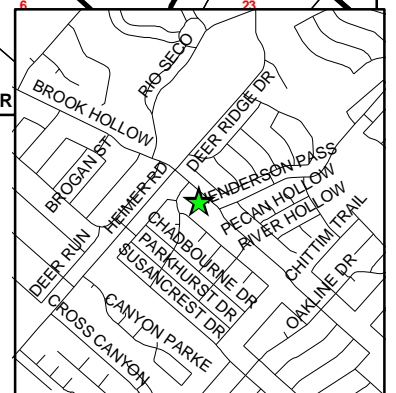 6
23
R
RIO SECO
BROOK HOLLOW
DEER RIDGE DR
BROGAN ST
HEIMER RD
HENDERSON PASS
PECAN HOLLOW
RIVER HOLLOW
CHITTIM TRAIL
CHADBOURNE DR
PARKHURST DR
SUSANCREST DR
DEER RUN
OAKLINE DR
CANYON PARKE
CROSS CANYON